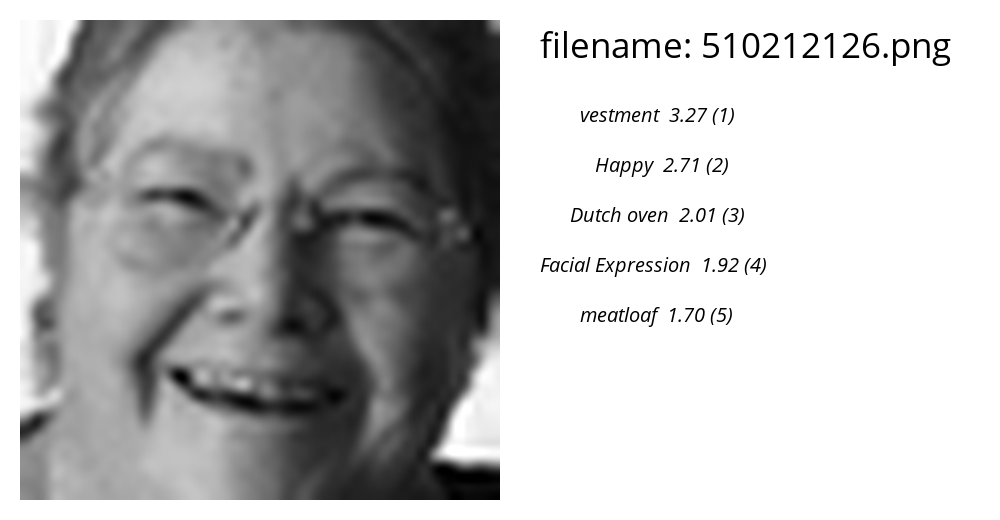 filename: 510212126.png
vestment 3.27 (1)
Happy 2.71 (2)
Dutch oven 2.01 (3)
Facial Expression 1.92 (4)
meatloaf 1.70 (5)